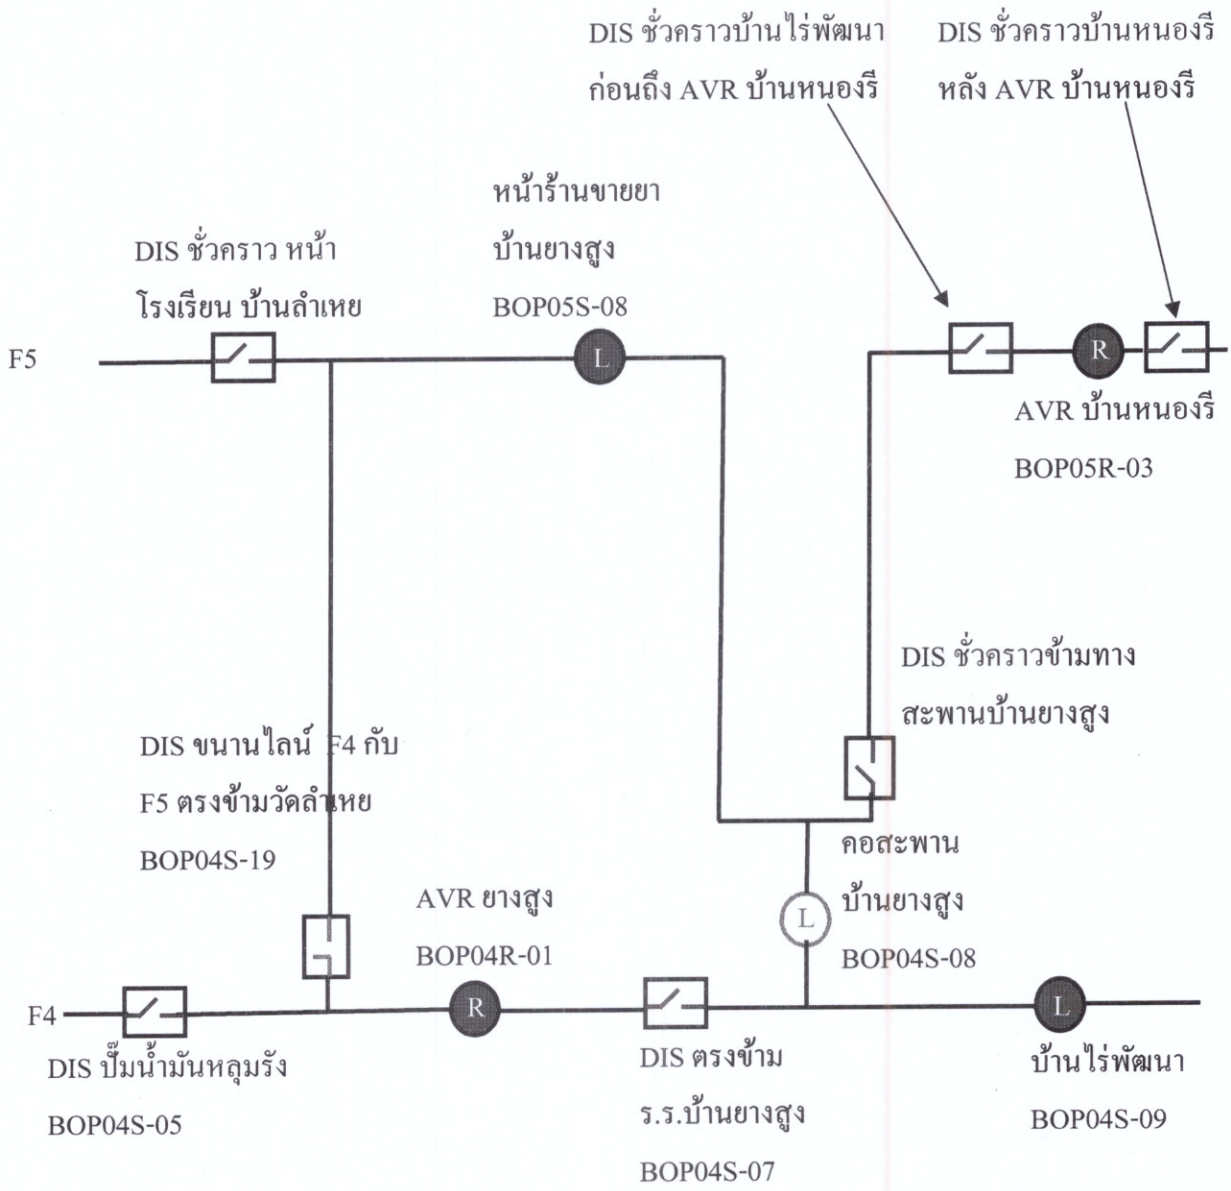 DIS ชั่วคราวบ้านไร่พัฒนา
ก่อนถึง AVR บ้านหนองรี
DIS ชั่วคราวบ้านหนองรี
หลัง AVR บ้านหนองรี
หน้าร้านขายยา
บ้านยางสูง
BOP05S-08
DIS ชั่วคราว หน้า
โรงเรียน บ้านลำเหย
F5
L
R
AVR บ้านหนองรี
BOP05R-03
DIS ชั่วคราวข้ามทาง
สะพานบ้านยางสูง
DIS ขนานไลน์ F4 กับ
F5 ตรงข้ามวัดลำเหย
BOP04S-19
คอสะพาน
บ้านยางสูง
BOP04S-08
L
AVR ยางสูง
BOP04R-01
F4
R
L
DIS ปั๊มน้ำมันหลุมรัง
BOP04S-05
DIS ตรงข้าม
ร.ร.บ้านยางสูง
BOP04S-07
บ้านไร่พัฒนา
BOP04S-09